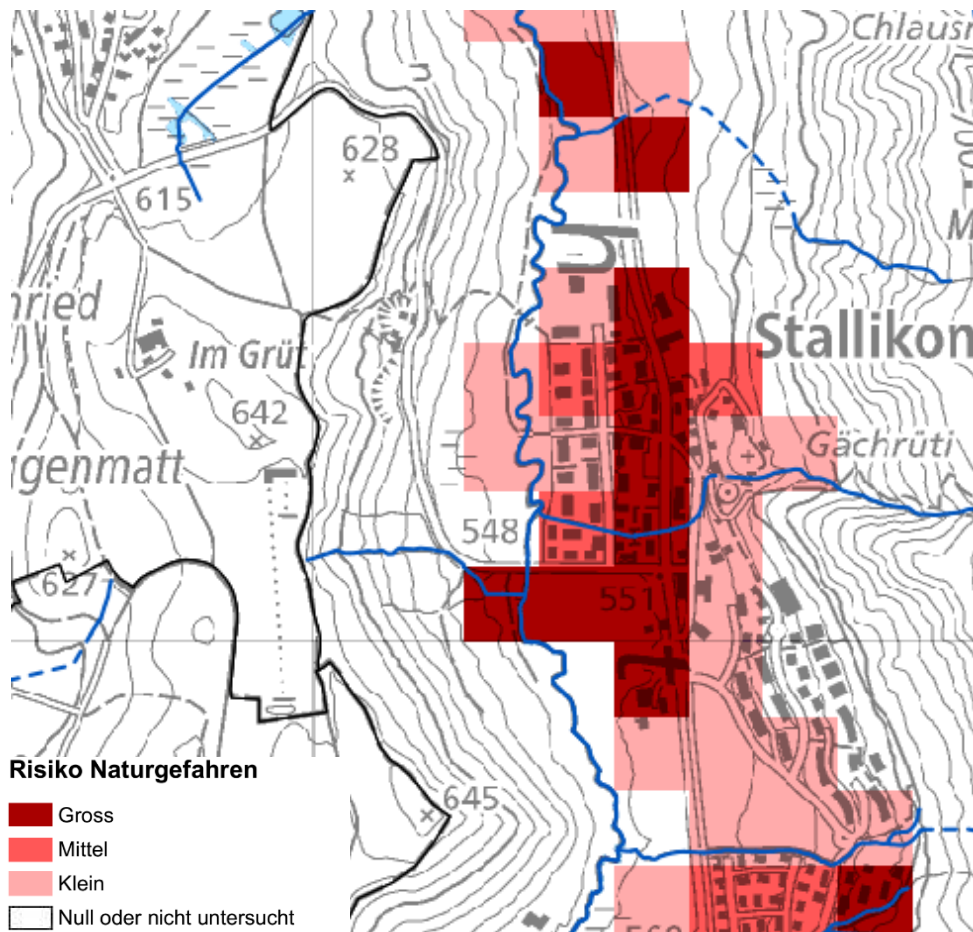 Chlausr
628
615
M
nried
Im Grüt
Stallikon
642
Gächrüti
genmatt
548
627
551
645
Risiko Naturgefahren
Gross
Mittel
Klein
Null oder nicht untersucht